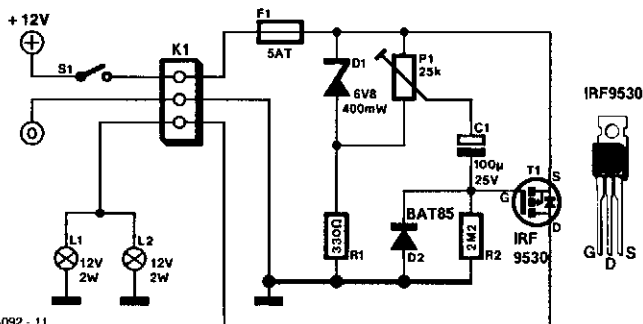 + 12V
S1
K1
F1
5AT
D1
6V8
400mW
P1
25k
C1
100µ
25V
T1
S
G
D
IRF
9530
BAT85
D2
330Ω
R1
2M2
R2
L1
12V
2W
L2
12V
2W
IRF9530
G
D
S
092 - 11